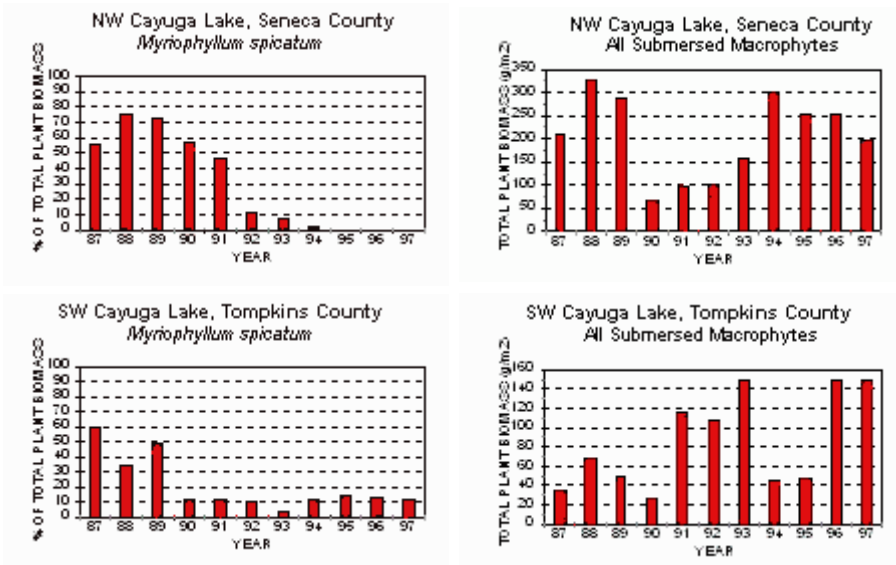 NW Cayuga Lake, Seneca County
Myriophyllum spicatum
% OF TOTAL PLANT BIOMASS
100
90
80
70
60
50
40
30
20
10
0
87 88 89 90 91 92 93 94 95 96 97
YEAR
NW Cayuga Lake, Seneca County
All Submersed Macrophytes
TOTAL PLANT BIOMASS (g/m2)
350
300
250
200
150
100
50
0
87 88 89 90 91 92 93 94 95 96 97
YEAR
SW Cayuga Lake, Tompkins County
Myriophyllum spicatum
% OF TOTAL PLANT BIOMASS
100
90
80
70
60
50
40
30
20
10
0
87 88 89 90 91 92 93 94 95 96 97
YEAR
SW Cayuga Lake, Tompkins County
All Submersed Macrophytes
TOTAL PLANT BIOMASS (g/m2)
160
140
120
100
80
60
40
20
0
87 88 89 90 91 92 93 94 95 96 97
YEAR